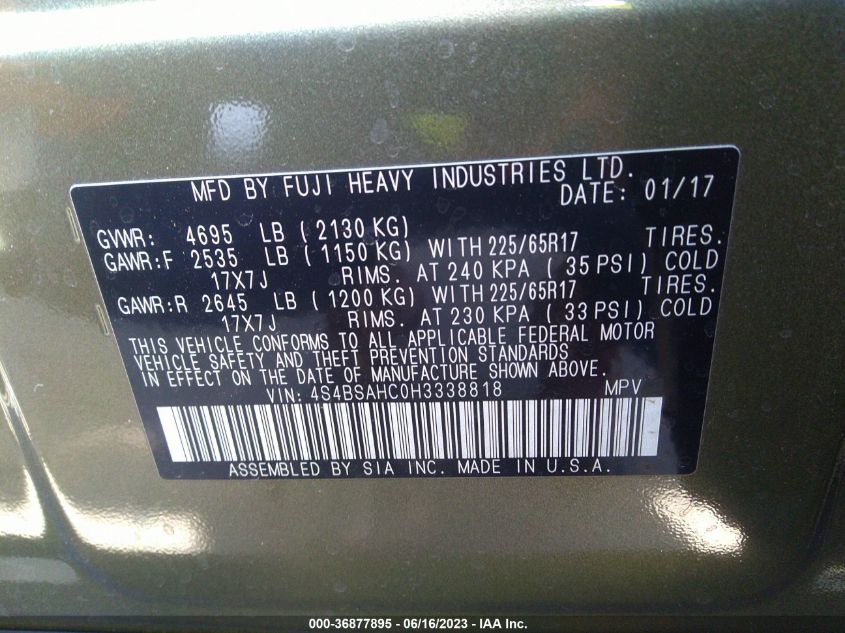 MFD BY FUJI HEAVY INDUSTRIES LTD.
DATE: 01/17
GVWR: 4695 LB ( 2130 KG)
GAWR:F 2535 LB ( 1150 KG) WITH 225/65R17 TIRES.
17X7J RIMS. AT 240 KPA ( 35 PSI) COLD
GAWR:R 2645 LB ( 1200 KG) WITH 225/65R17 TIRES.
17X7J RIMS. AT 230 KPA ( 33 PSI) COLD
THIS VEHICLE CONFORMS TO ALL APPLICABLE FEDERAL MOTOR
VEHICLE SAFETY AND THEFT PREVENTION STANDARDS
IN EFFECT ON THE DATE OF MANUFACTURE SHOWN ABOVE.
VIN: 4S4BSAHC0H3338818 MPV
ASSEMBLED BY SIA INC. MADE IN U.S.A.
000-36877895 - 06/16/2023 - IAA Inc.